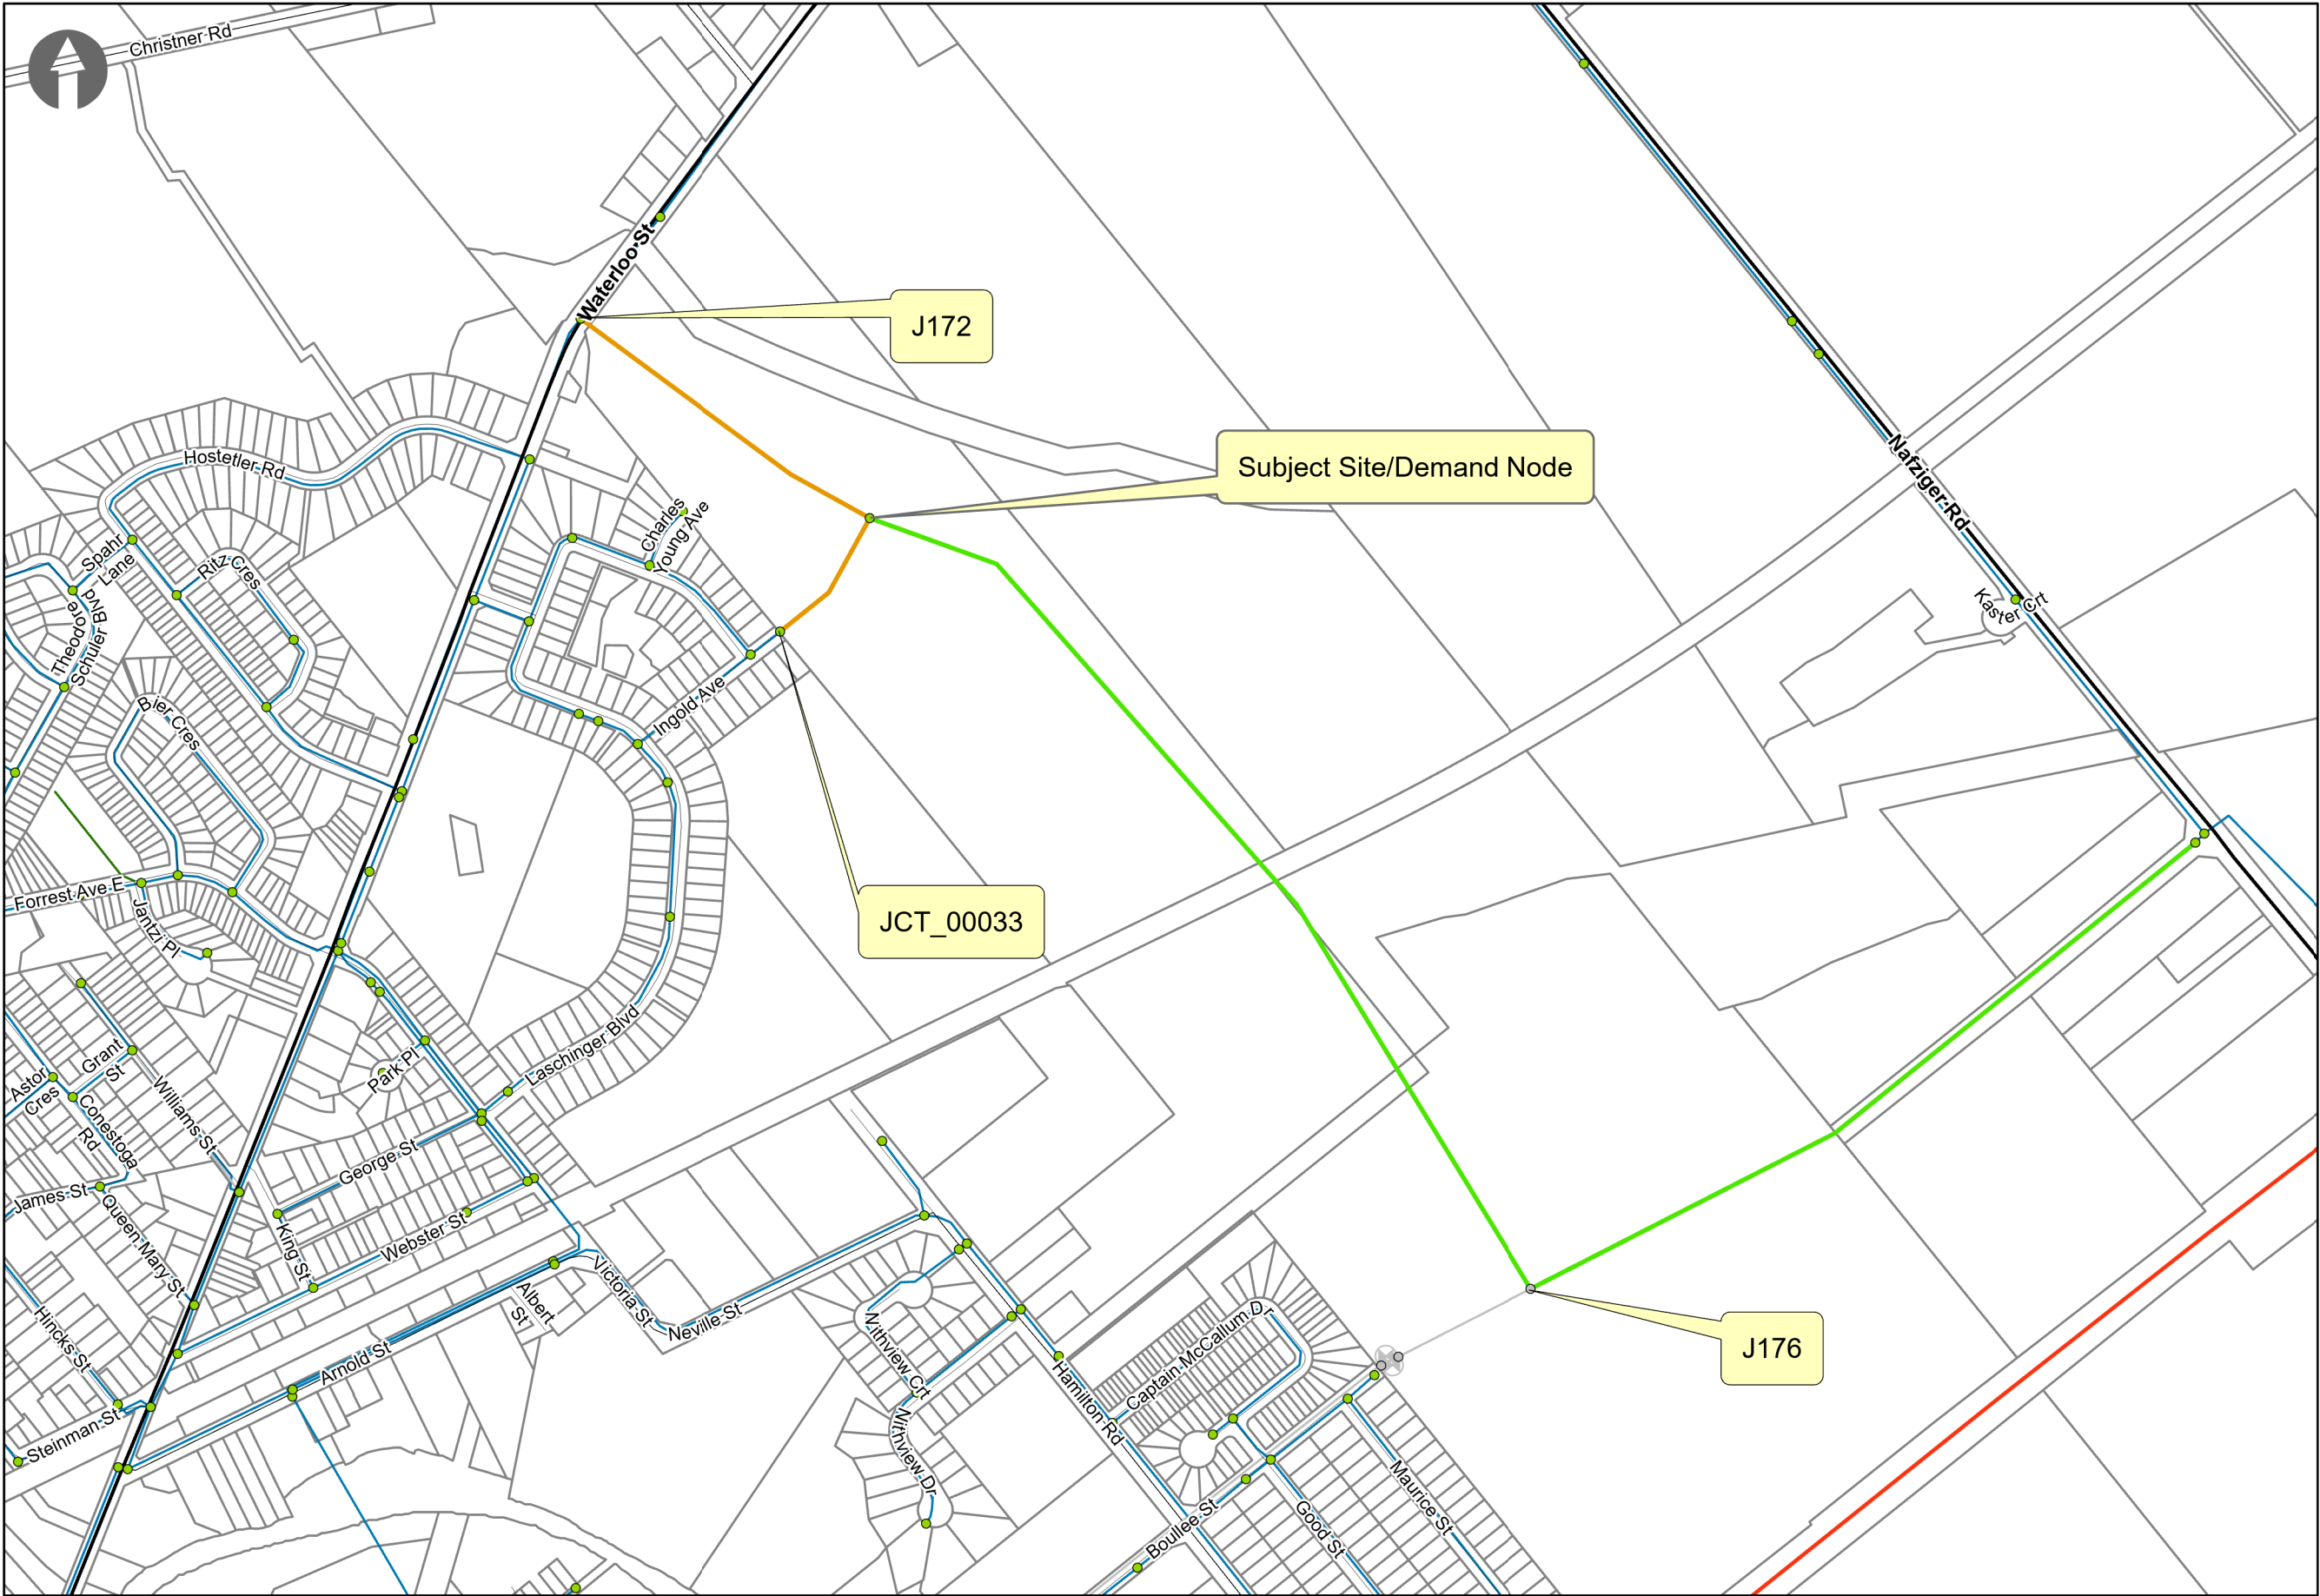 Christner Rd
Waterloo St
J172
Subject Site/Demand Node
Nafziger Rd
Hostetler Rd
Charles
Young Ave
Spahr
Lane
Ritz Cres
Kaster Crt
Theodore
Schuler Blvd
Ingold Ave
Bier Cres
Forrest Ave E
JCT_00033
Jantzi Pl
Laschinger Blvd
Park Pl
Grant
St
Astor
Cres
Williams St
Conestoga
Rd
George St
James St
Queen Mary St
King St
Webster St
Victoria St
Albert
St
Neville St
Hincks St
Arnold St
Nithview Crt
Captain McCallum Dr
J176
Hamilton Rd
Steinman St
Nithview Dr
Maurice St
Good St
Boullee St